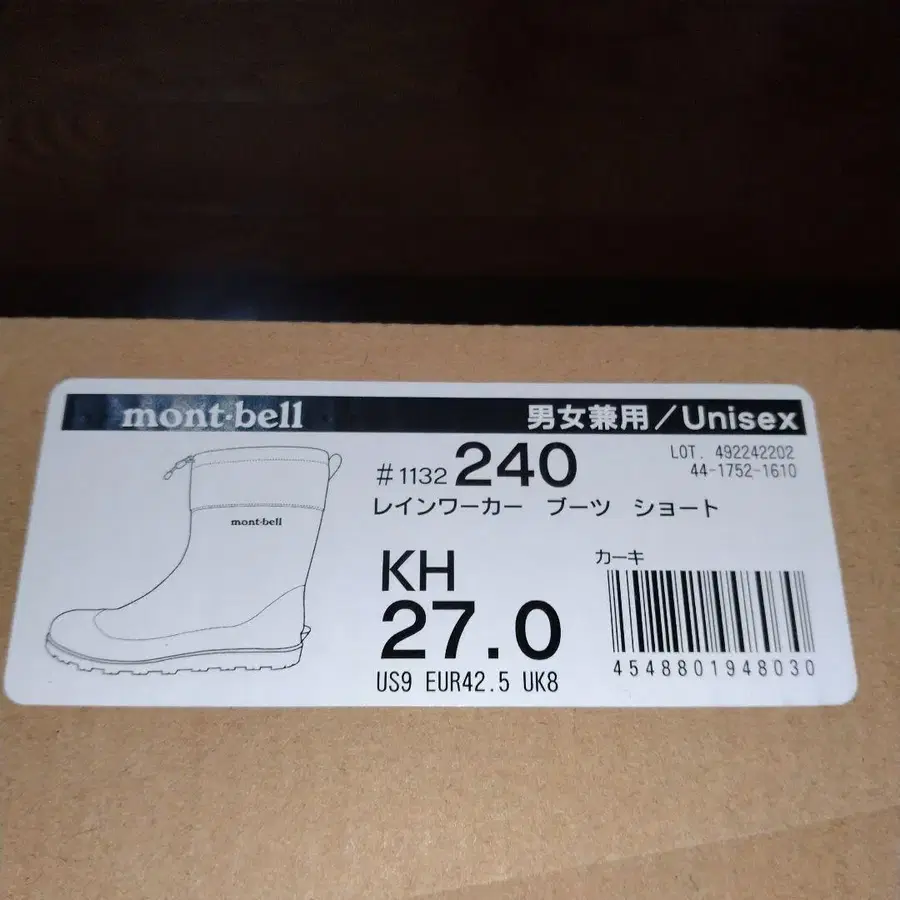 mont-bell 男女兼用/Unisex
#1132 240
LOT. 492242202
44-1752-1610
レインワーカー ブーツ ショート
mont-bell
KH
カーキ
27.0
US9 EUR42.5 UK8
4548801948030